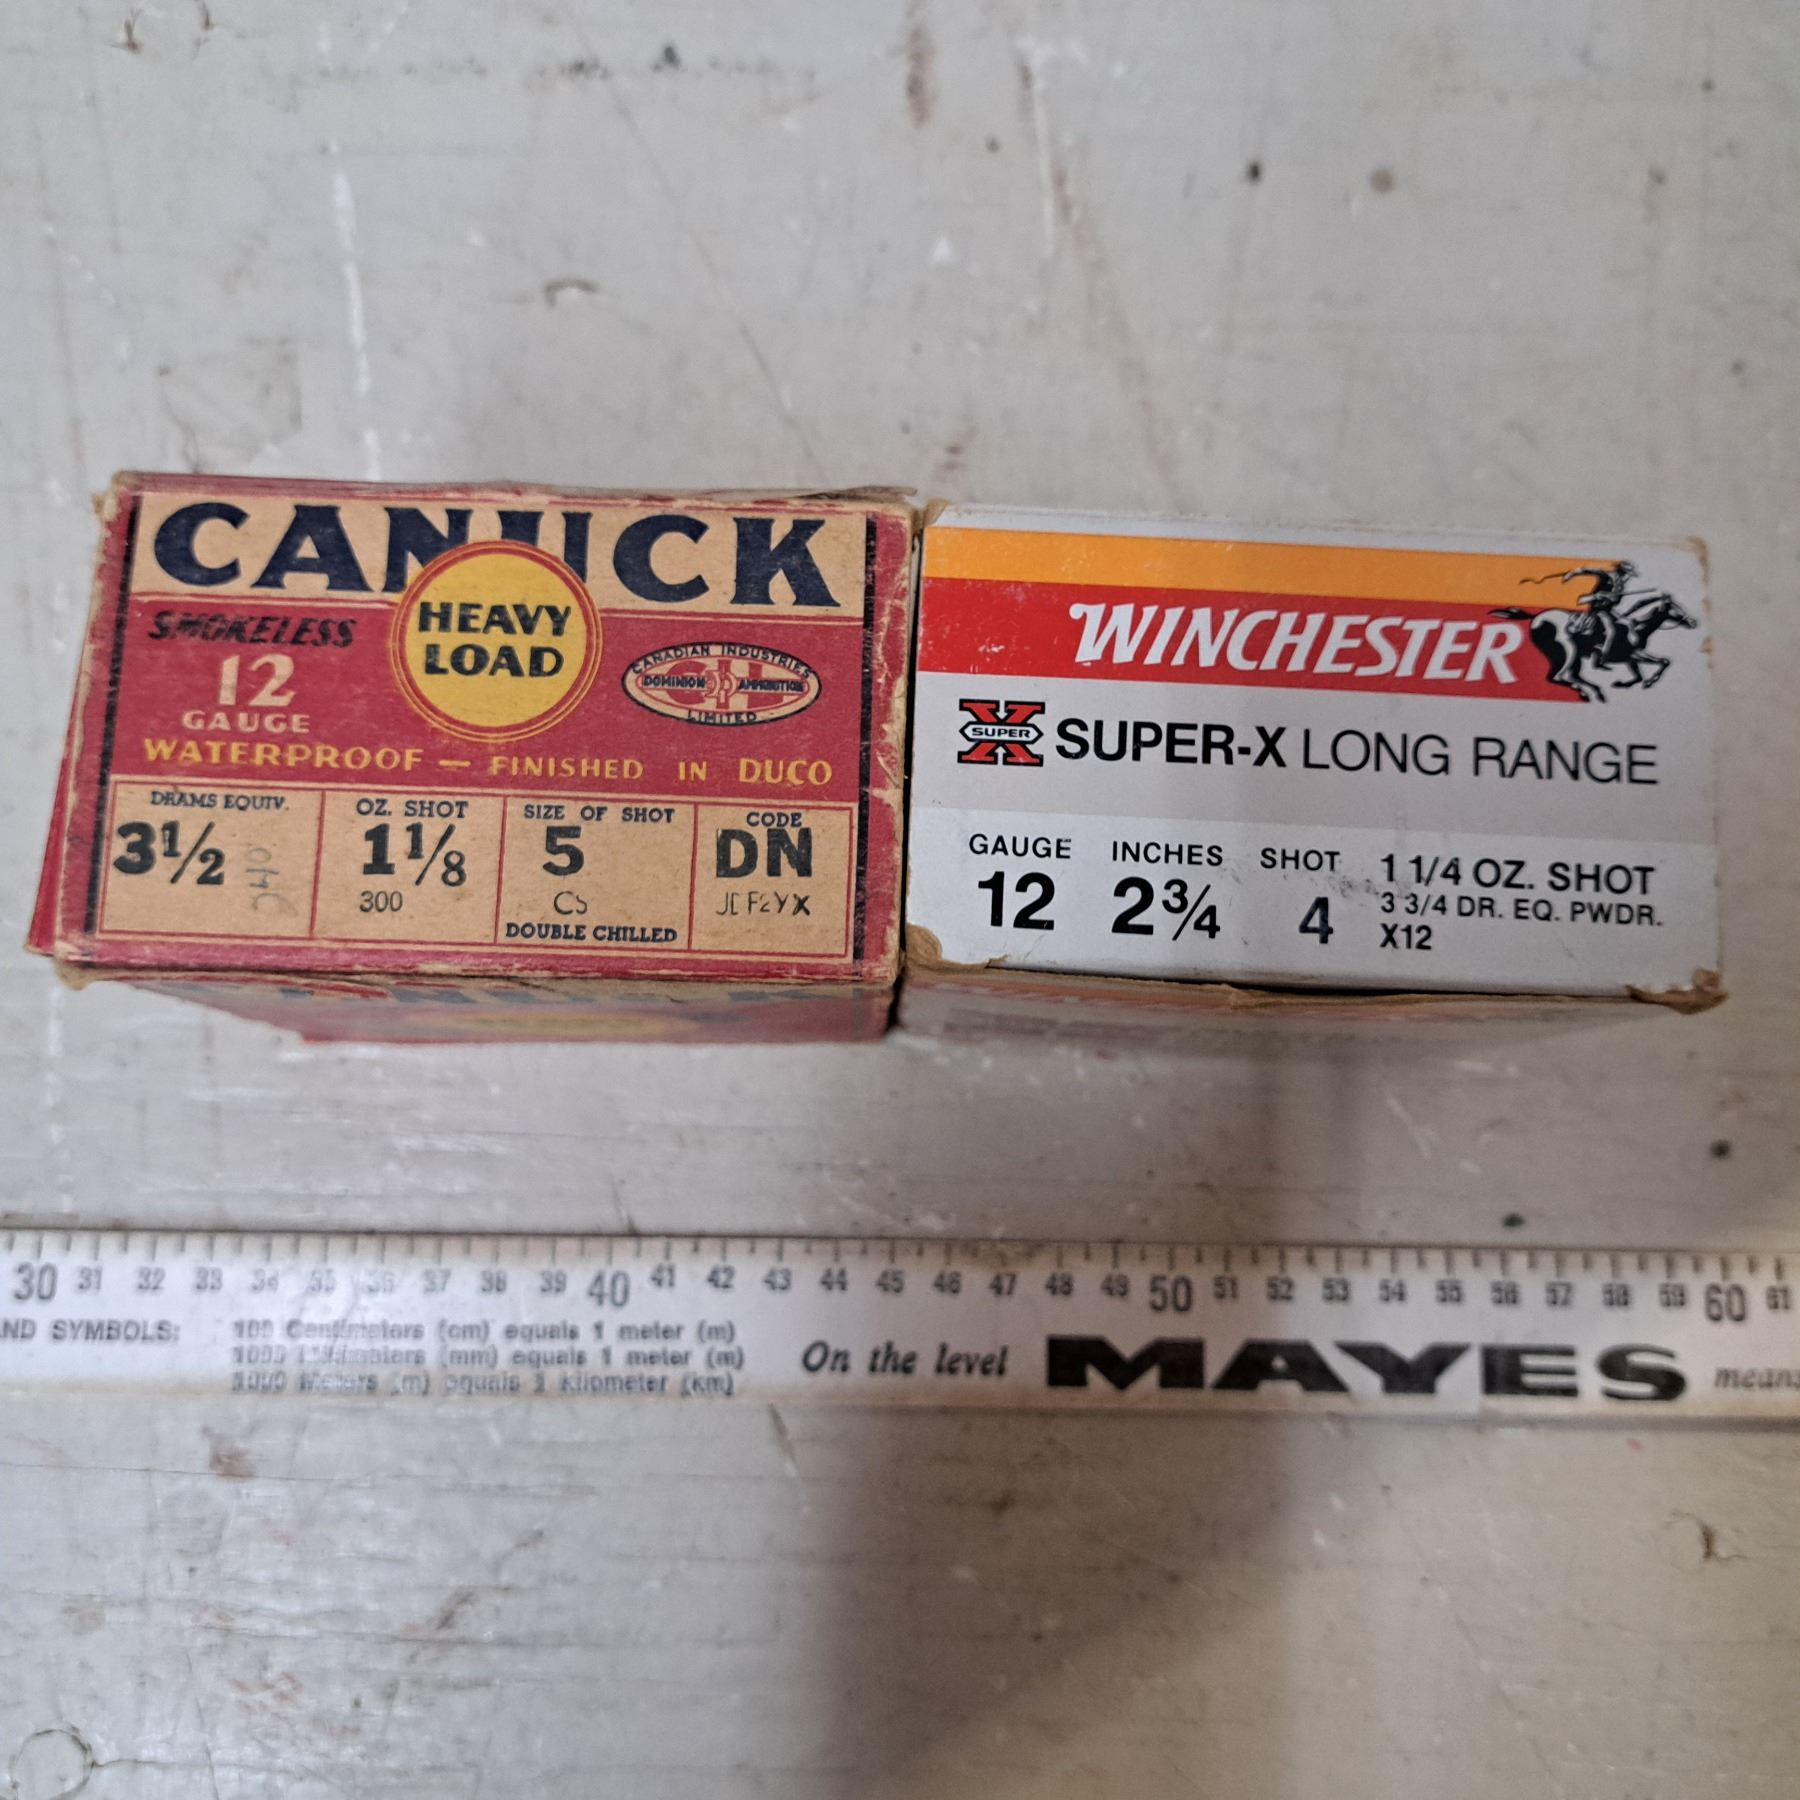 CANUCK
HEAVY
LOAD
SMOKELESS
12
GAUGE
CANADIAN INDUSTRIES
DOMINION AMMUNITION
LIMITED
WATERPROOF — FINISHED IN DUCO
DRAMS EQUIV.
3½
OZ. SHOT
1⅛
300
SIZE OF SHOT
5
CS
DOUBLE CHILLED
CODE
DN
WINCHESTER
SUPER X
SUPER-X LONG RANGE
GAUGE
12
INCHES
2¾
SHOT
4
1 1/4 OZ. SHOT
3 3/4 DR. EQ. PWDR.
X12
30 31 32 33 34 35 36 37 38 39 40 41 42 43 44 45 46 47 48 49 50 51 52 53 54 55 56 57 58 59 60 61
AND SYMBOLS:
100 Centimeters (cm) equals 1 meter (m)
1000 Millimeters (mm) equals 1 meter (m)
1000 Meters (m) equals 1 kilometer (km)
On the level MAYES means